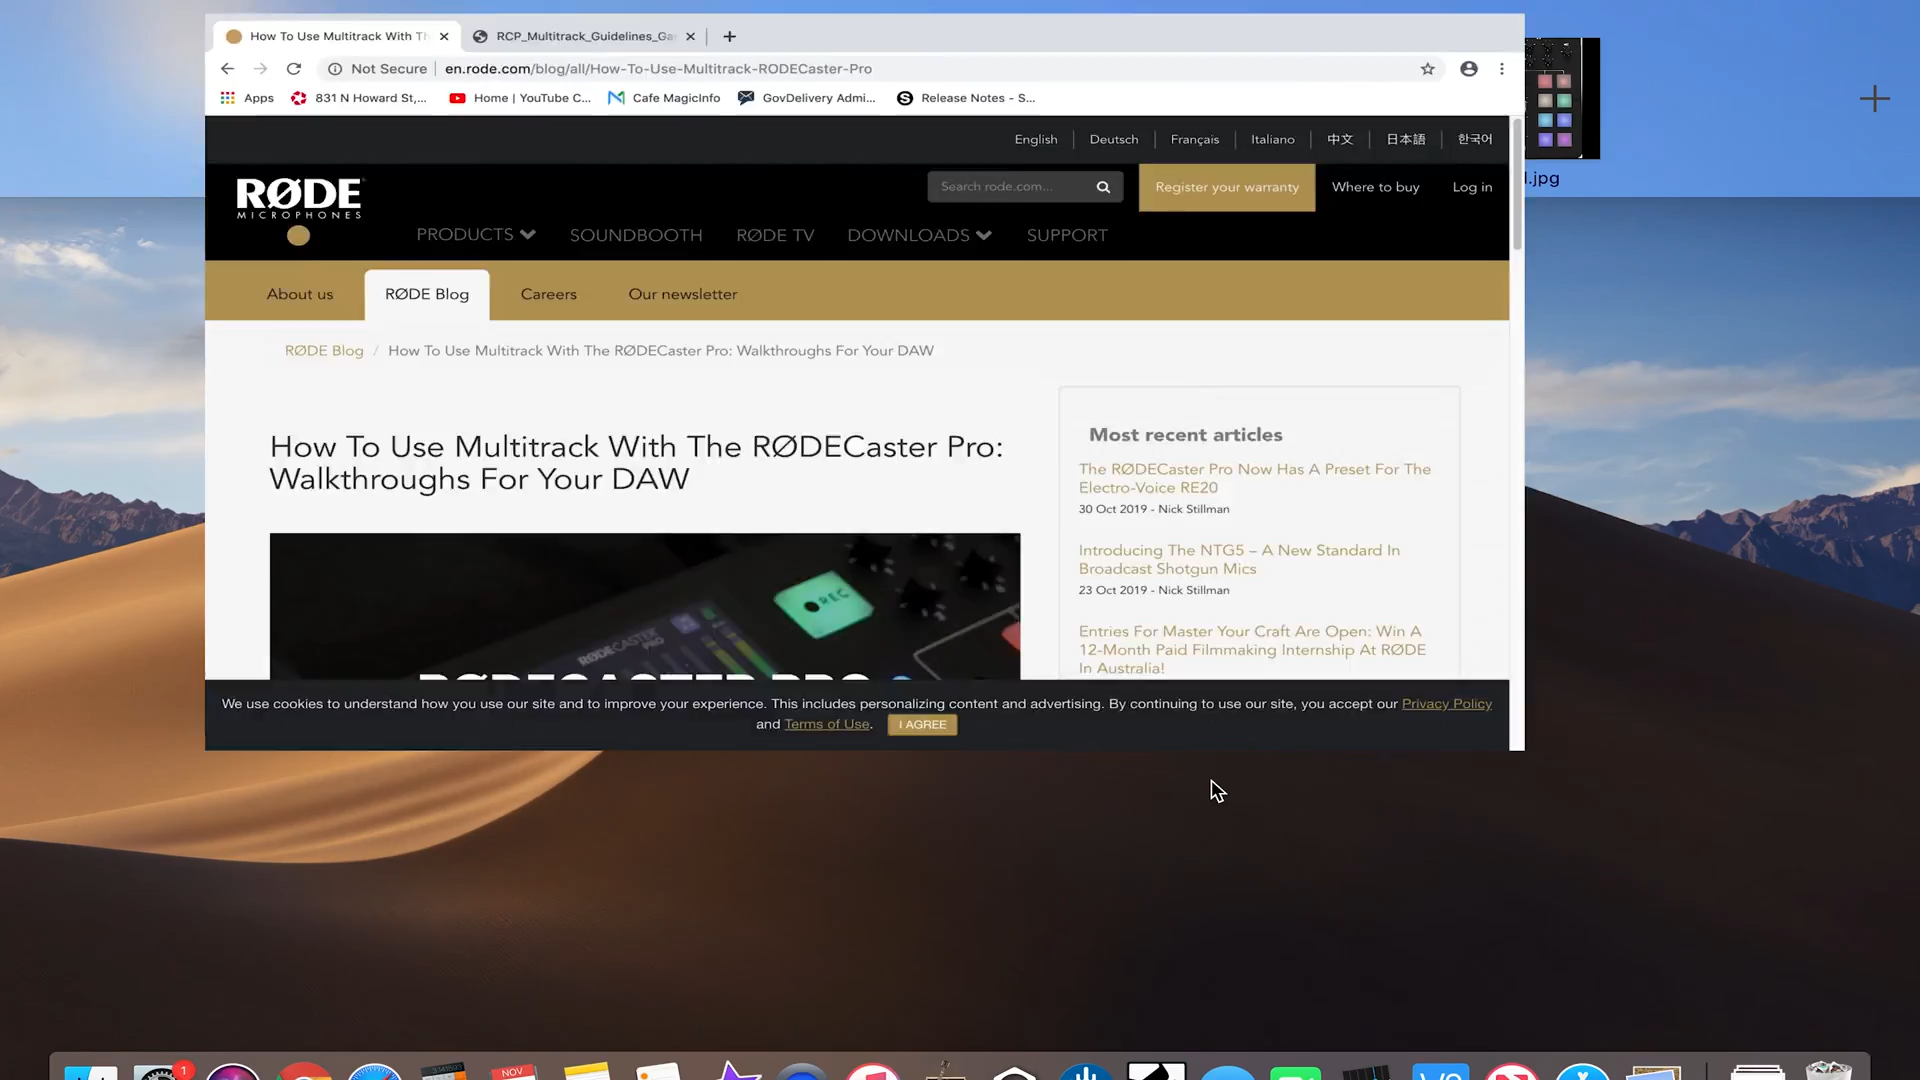 How To Use Multitrack With Th
RCP_Multitrack_Guidelines_Ga
Not Secure
en.rode.com/blog/all/How-To-Use-Multitrack-RODECaster-Pro
Apps
831 N Howard St,...
Home | YouTube C...
Cafe MagicInfo
GovDelivery Admi...
Release Notes - S...
English
Deutsch
Français
Italiano
中文
日本語
한국어
RØDE
MICROPHONES
Search rode.com...
Register your warranty
Where to buy
Log in
.jpg
PRODUCTS
SOUNDBOOTH
RØDE TV
DOWNLOADS
SUPPORT
About us
RØDE Blog
Careers
Our newsletter
RØDE Blog / How To Use Multitrack With The RØDECaster Pro: Walkthroughs For Your DAW
How To Use Multitrack With The RØDECaster Pro:
Walkthroughs For Your DAW
Most recent articles
The RØDECaster Pro Now Has A Preset For The
Electro-Voice RE20
30 Oct 2019 - Nick Stillman
Introducing The NTG5 – A New Standard In
Broadcast Shotgun Mics
23 Oct 2019 - Nick Stillman
Entries For Master Your Craft Are Open: Win A
12-Month Paid Filmmaking Internship At RØDE
In Australia!
REC
RØDECASTER
PRO
RØDECASTER PRO
We use cookies to understand how you use our site and to improve your experience. This includes personalizing content and advertising. By continuing to use our site, you accept our Privacy Policy
and Terms of Use.
I AGREE
1
NOV